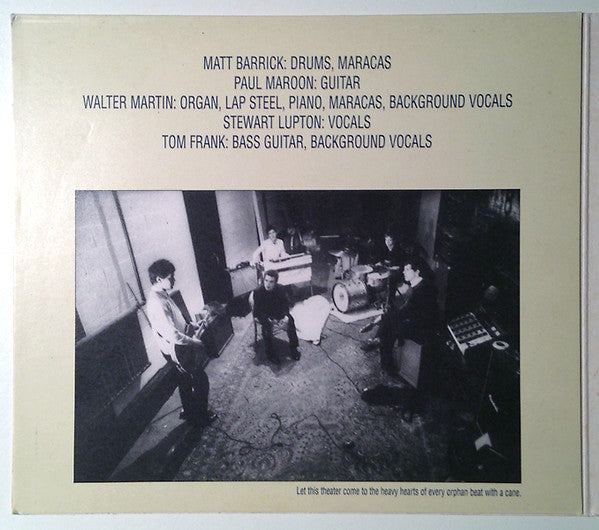 MATT BARRICK: DRUMS, MARACAS
PAUL MAROON: GUITAR
WALTER MARTIN: ORGAN, LAP STEEL, PIANO, MARACAS, BACKGROUND VOCALS
STEWART LUPTON: VOCALS
TOM FRANK: BASS GUITAR, BACKGROUND VOCALS
Let this theater come to the heavy hearts of every orphan beat with a cane.